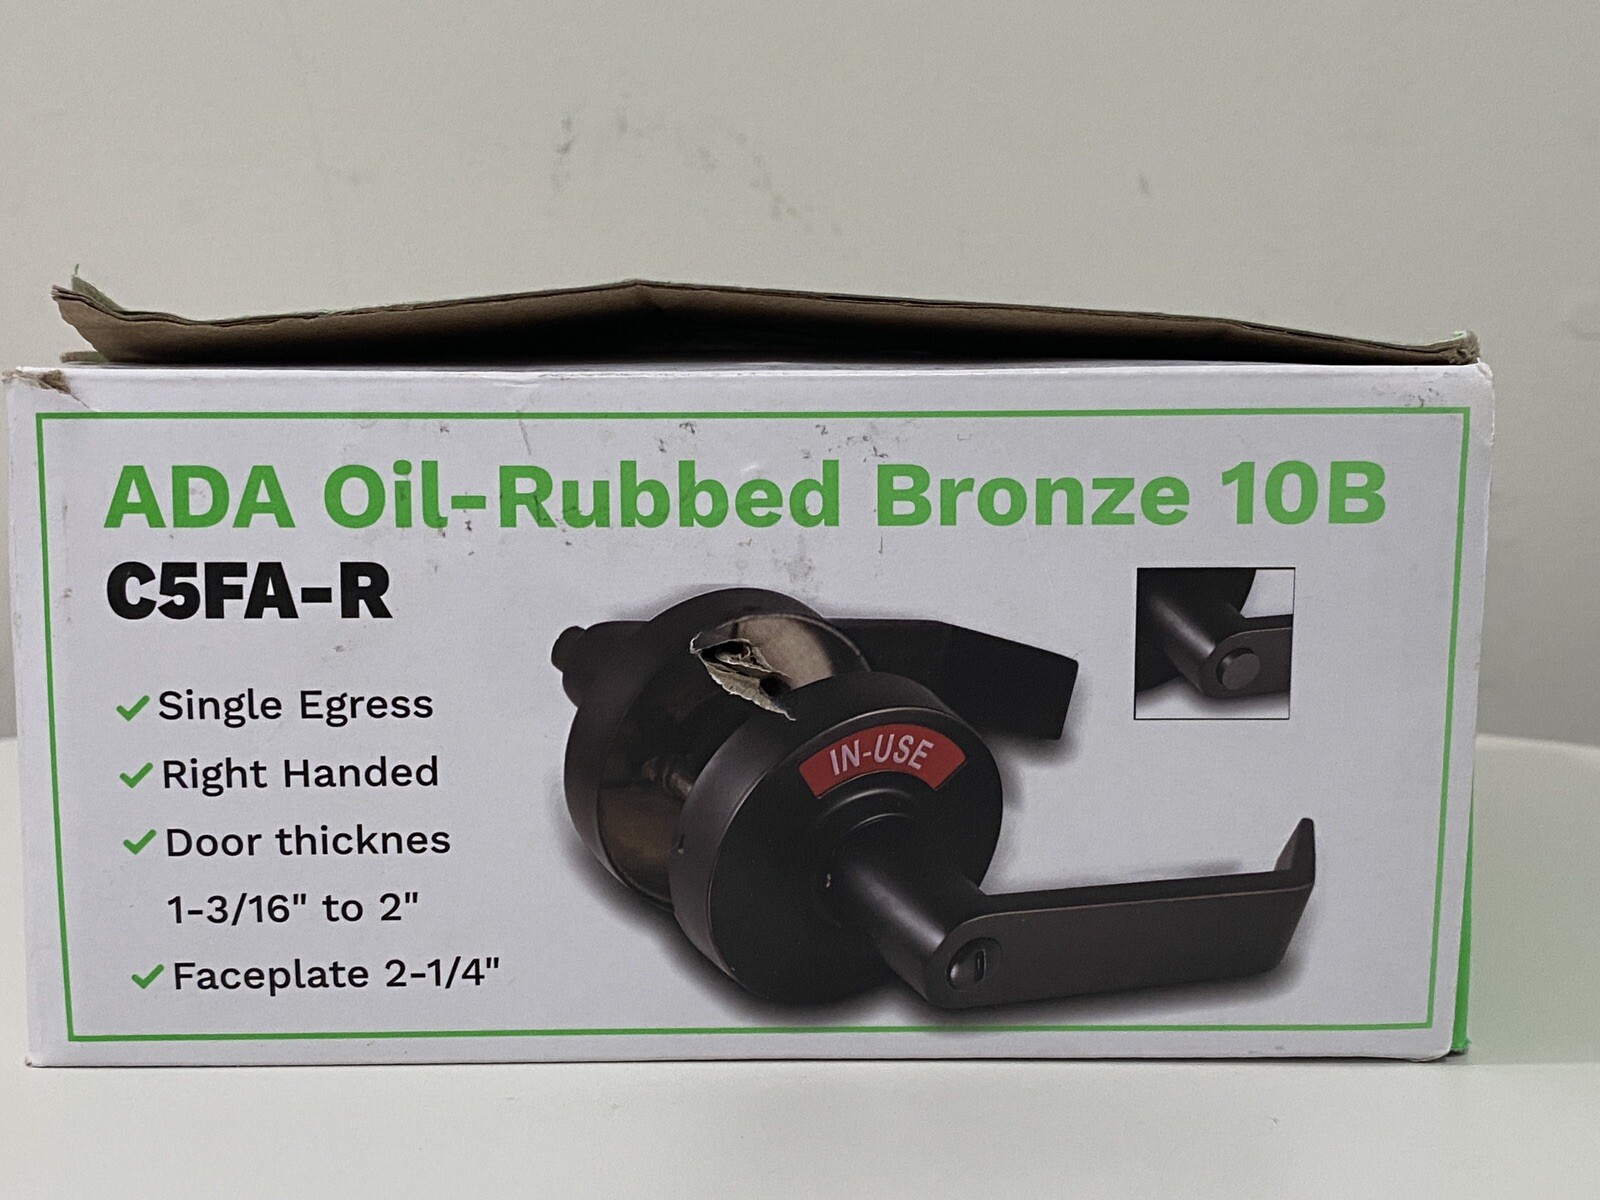 ADA Oil-Rubbed Bronze 10B
C5FA-R
Single Egress
Right Handed
Door thicknes
1-3/16" to 2"
Faceplate 2-1/4"
IN-USE